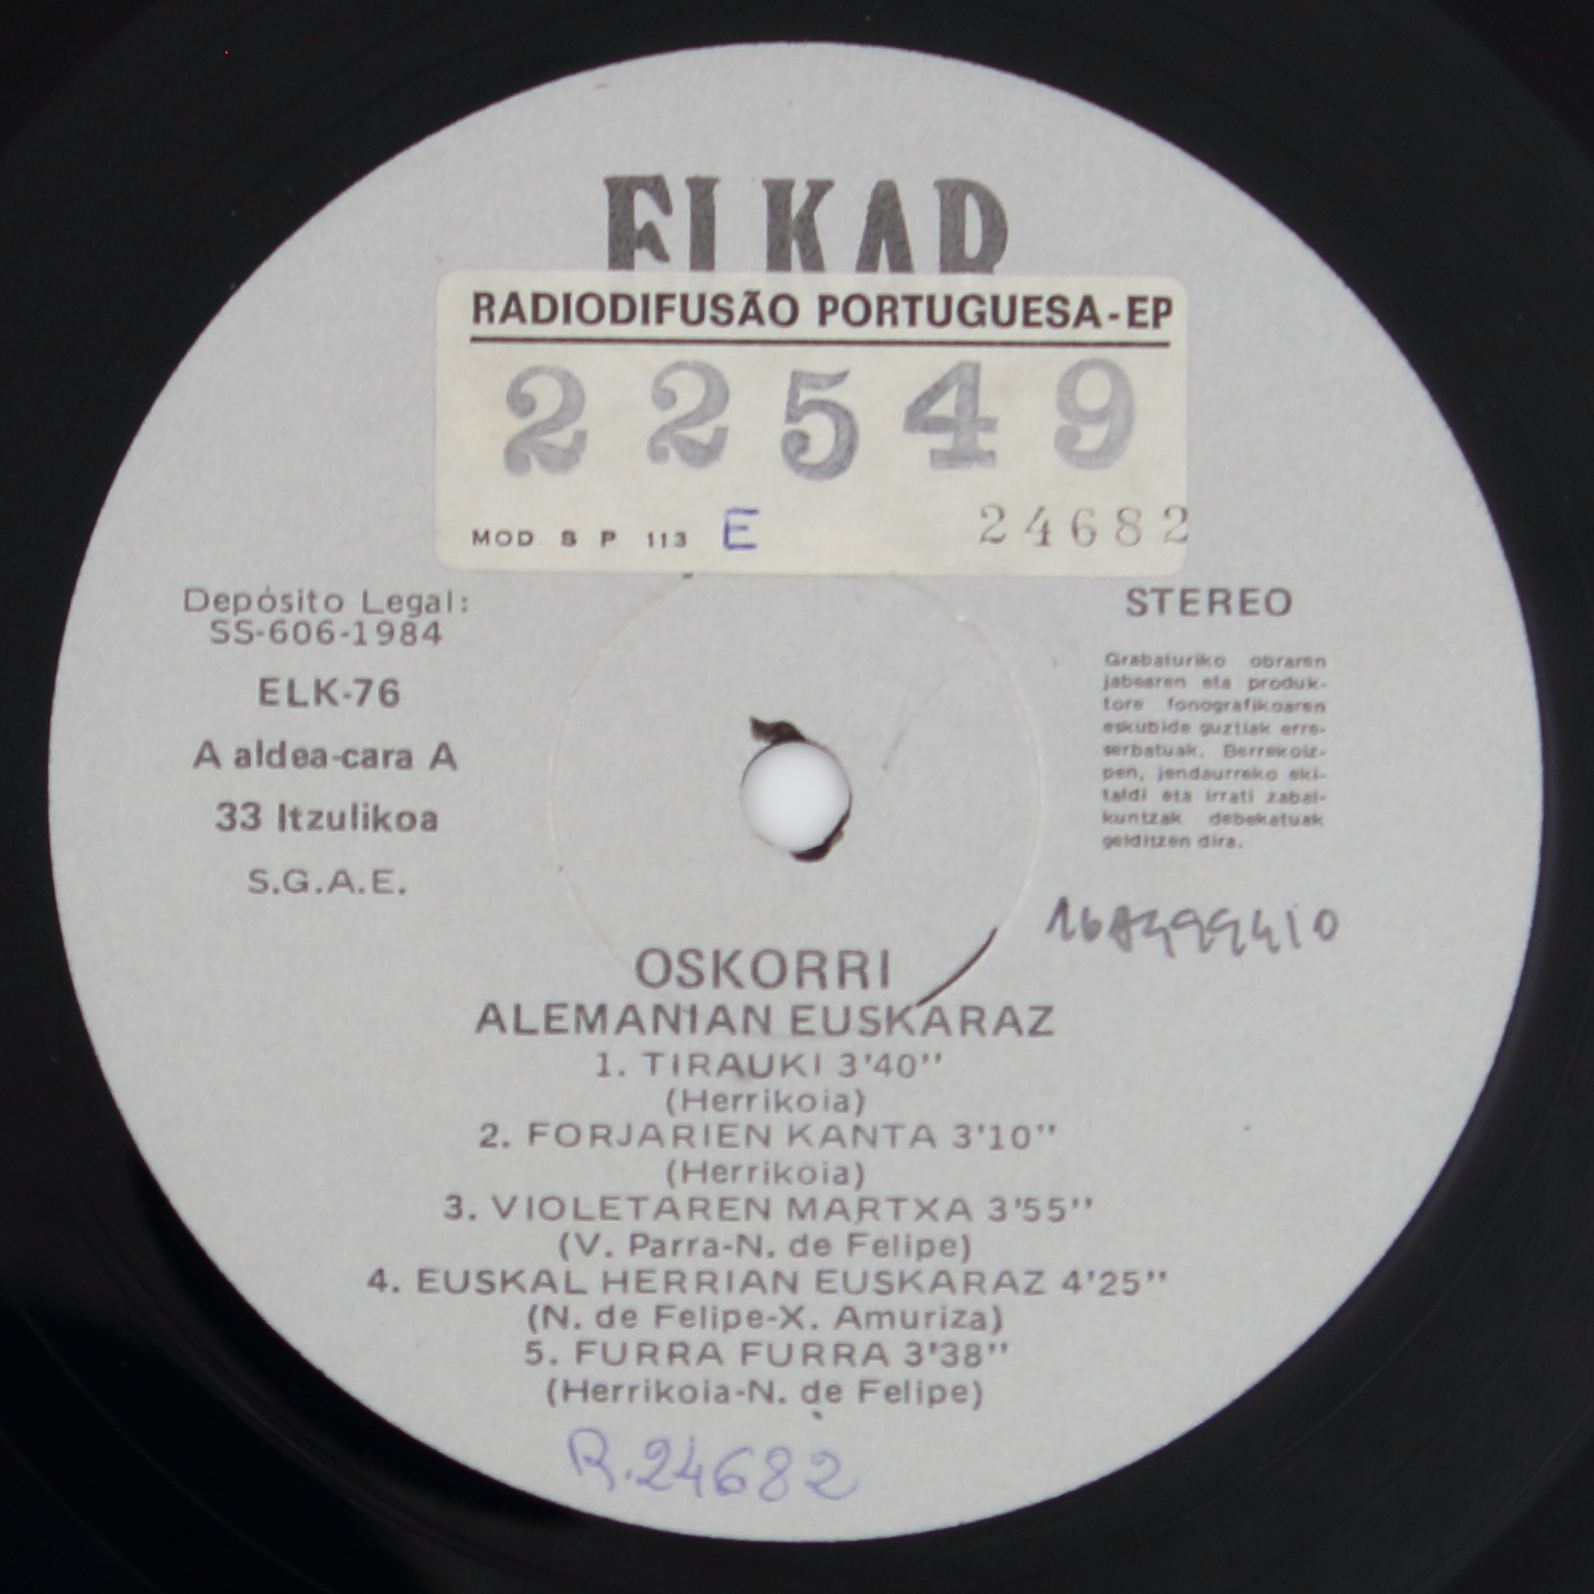 ELKAR
RADIODIFUSÃO PORTUGUESA-EP
22549
MOD S P 113 E 24682
Depósito Legal:
SS-606-1984
ELK-76
A aldea-cara A
33 Itzulikoa
S.G.A.E.
STEREO
Grabaturiko obraren
jabearen eta produk-
tore fonografikoaren
eskubide guztiak erre-
serbatuak. Berrekoiz-
pen, jendaurreko eki-
taldi eta irrati zabal-
kuntzak debekatuak
gelditzen dira.
OSKORRI
ALEMANIAN EUSKARAZ
1. TIRAUKI 3'40''
(Herrikoia)
2. FORJARIEN KANTA 3'10''
(Herrikoia)
3. VIOLETAREN MARTXA 3'55''
(V. Parra-N. de Felipe)
4. EUSKAL HERRIAN EUSKARAZ 4'25''
(N. de Felipe-X. Amuriza)
5. FURRA FURRA 3'38''
(Herrikoia-N. de Felipe)
R.24682